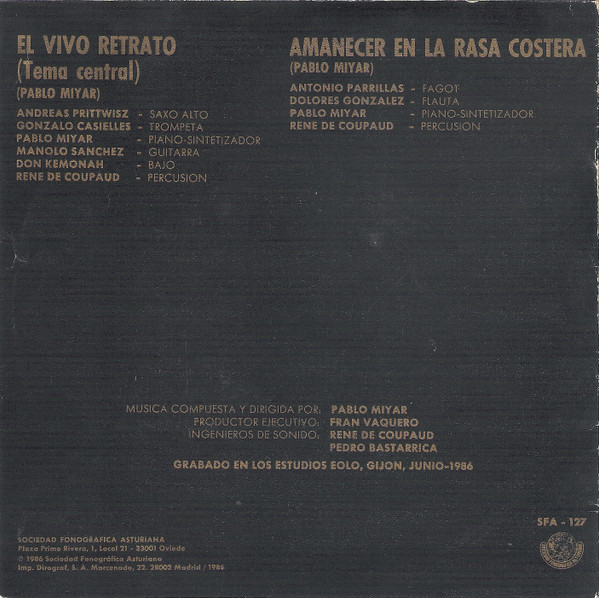 EL VIVO RETRATO
(Tema central)
(PABLO MIYAR)
ANDREAS PRITTWISZ - SAXO ALTO
GONZALO CASIELLES - TROMPETA
PABLO MIYAR - PIANO-SINTETIZADOR
MANOLO SANCHEZ - GUITARRA
DON KEMONAH - BAJO
RENE DE COUPAUD - PERCUSION
AMANECER EN LA RASA COSTERA
(PABLO MIYAR)
ANTONIO PARRILLAS - FAGOT
DOLORES GONZALEZ - FLAUTA
PABLO MIYAR - PIANO-SINTETIZADOR
RENE DE COUPAUD - PERCUSION
MUSICA COMPUESTA Y DIRIGIDA POR: PABLO MIYAR
PRODUCTOR EJECUTIVO: FRAN VAQUERO
INGENIEROS DE SONIDO: RENE DE COUPAUD
PEDRO BASTARRICA
GRABADO EN LOS ESTUDIOS EOLO, GIJON, JUNIO-1986
SFA - 127
SOCIEDAD FONOGRAFICA ASTURIANA
Plaza Primo Rivera, 1, Local 21 - 33001 Oviedo
© 1986 Sociedad Fonográfica Asturiana
Imp. Dirograf, S. A. Marcenado, 22. 28002 Madrid / 1986